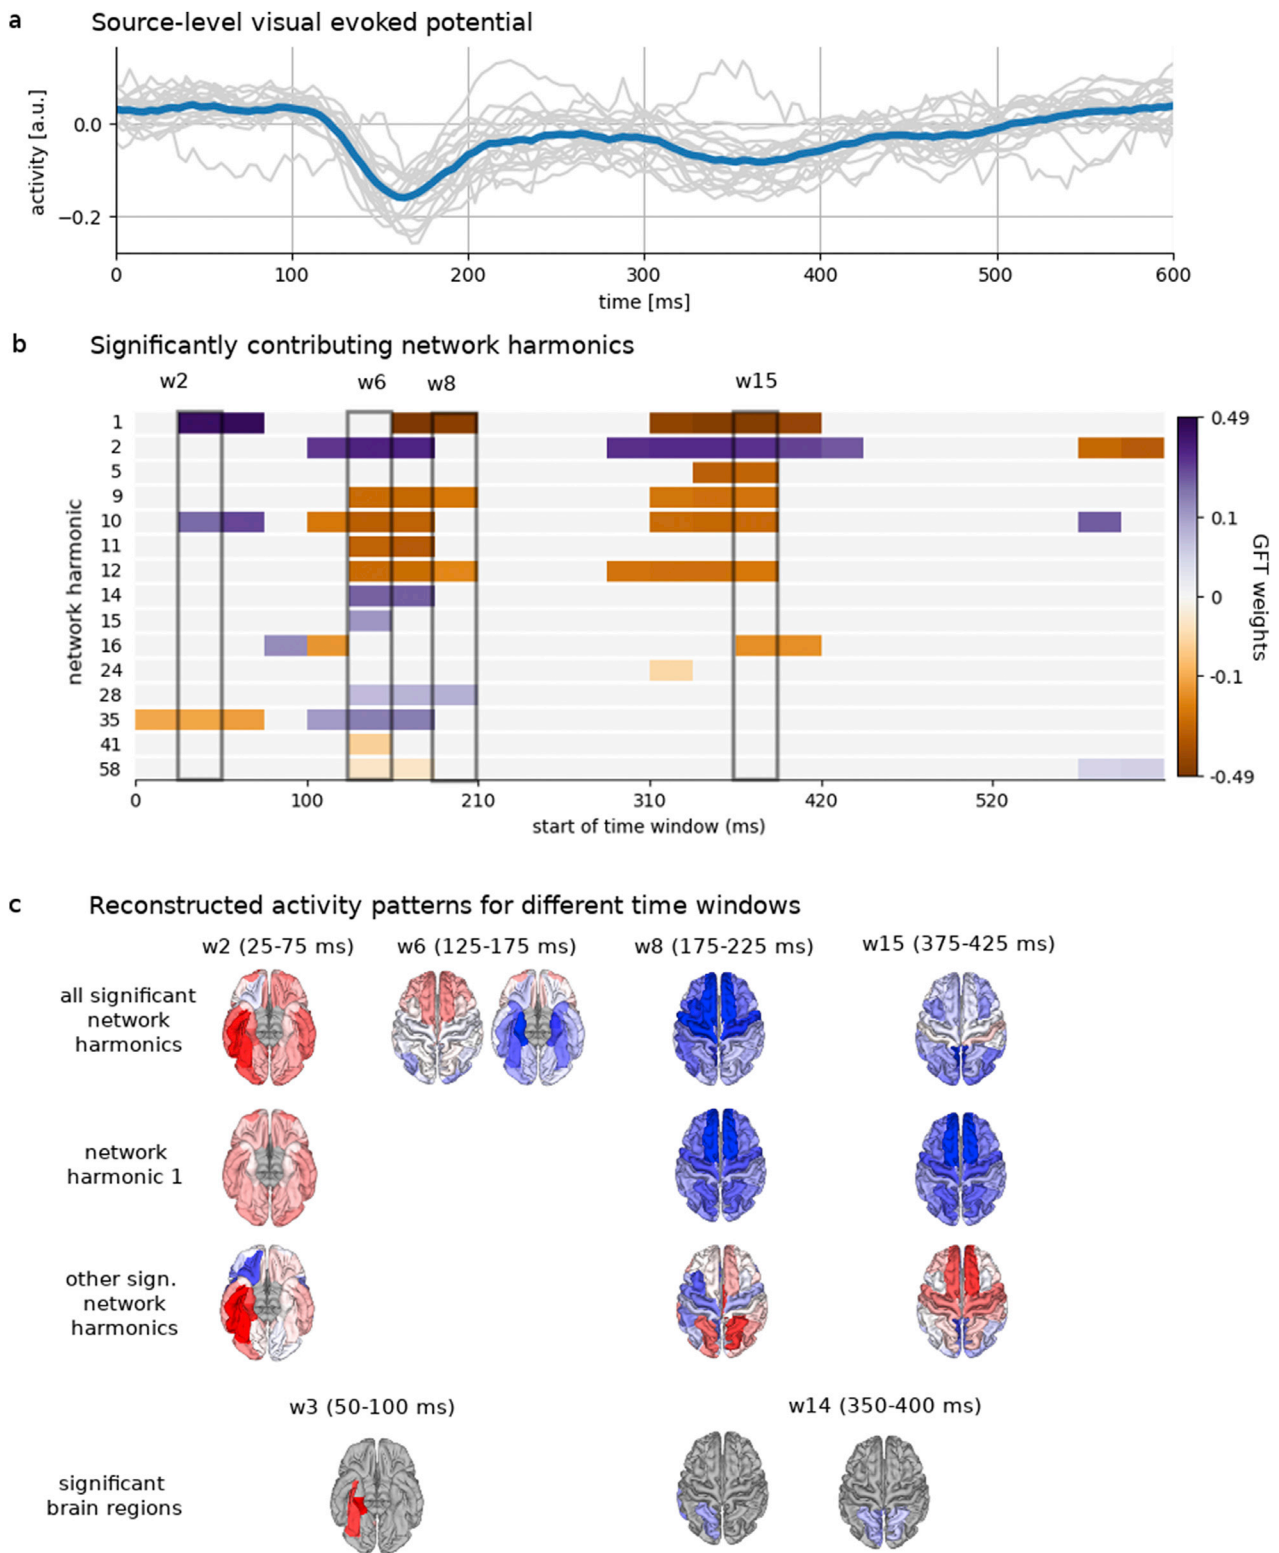 a Source-level visual evoked potential
activity [a.u.]
0.0
−0.2
0 100 200 300 400 500 600
time [ms]
b Significantly contributing network harmonics
w2 w6 w8 w15
network harmonic
1
2
5
9
10
11
12
14
15
16
24
28
35
41
58
0 100 210 310 420 520
start of time window (ms)
0.49
0.1
0
-0.1
-0.49
GFT weights
c Reconstructed activity patterns for different time windows
w2 (25-75 ms) w6 (125-175 ms) w8 (175-225 ms) w15 (375-425 ms)
all significant
network
harmonics
network
harmonic 1
other sign.
network
harmonics
w3 (50-100 ms) w14 (350-400 ms)
significant
brain regions